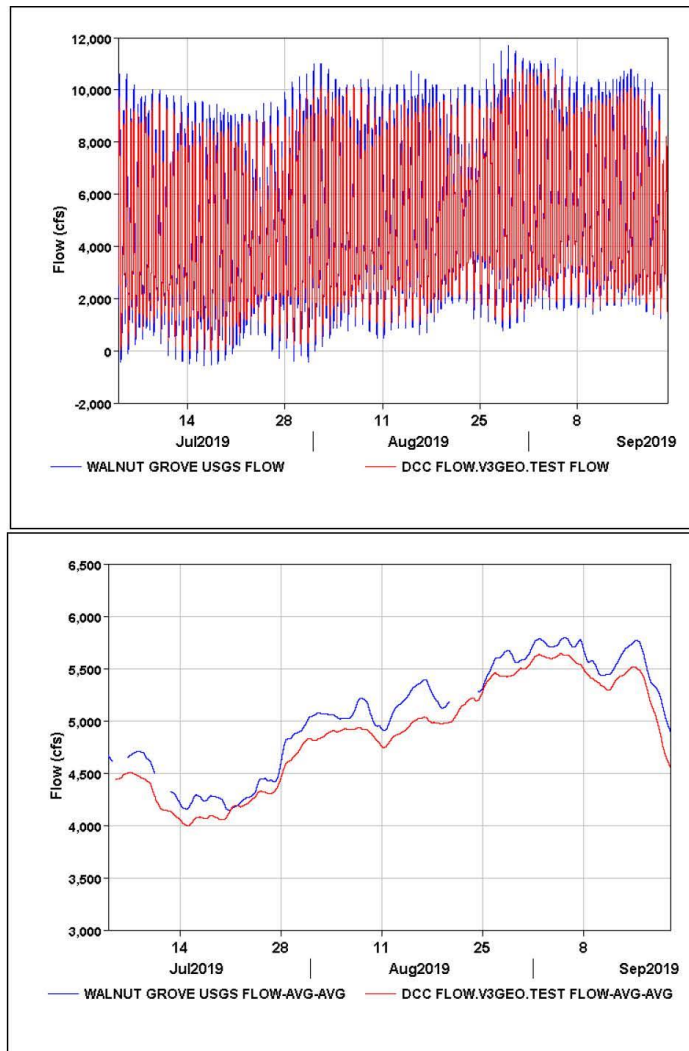 12,000
10,000
8,000
6,000
4,000
2,000
0
-2,000
Flow (cfs)
14 28 11 25 8
Jul2019 | Aug2019 | Sep2019
WALNUT GROVE USGS FLOW DCC FLOW.V3GEO.TEST FLOW
6,500
6,000
5,500
5,000
4,500
4,000
3,500
3,000
Flow (cfs)
14 28 11 25 8
Jul2019 | Aug2019 | Sep2019
WALNUT GROVE USGS FLOW-AVG-AVG DCC FLOW.V3GEO.TEST FLOW-AVG-AVG